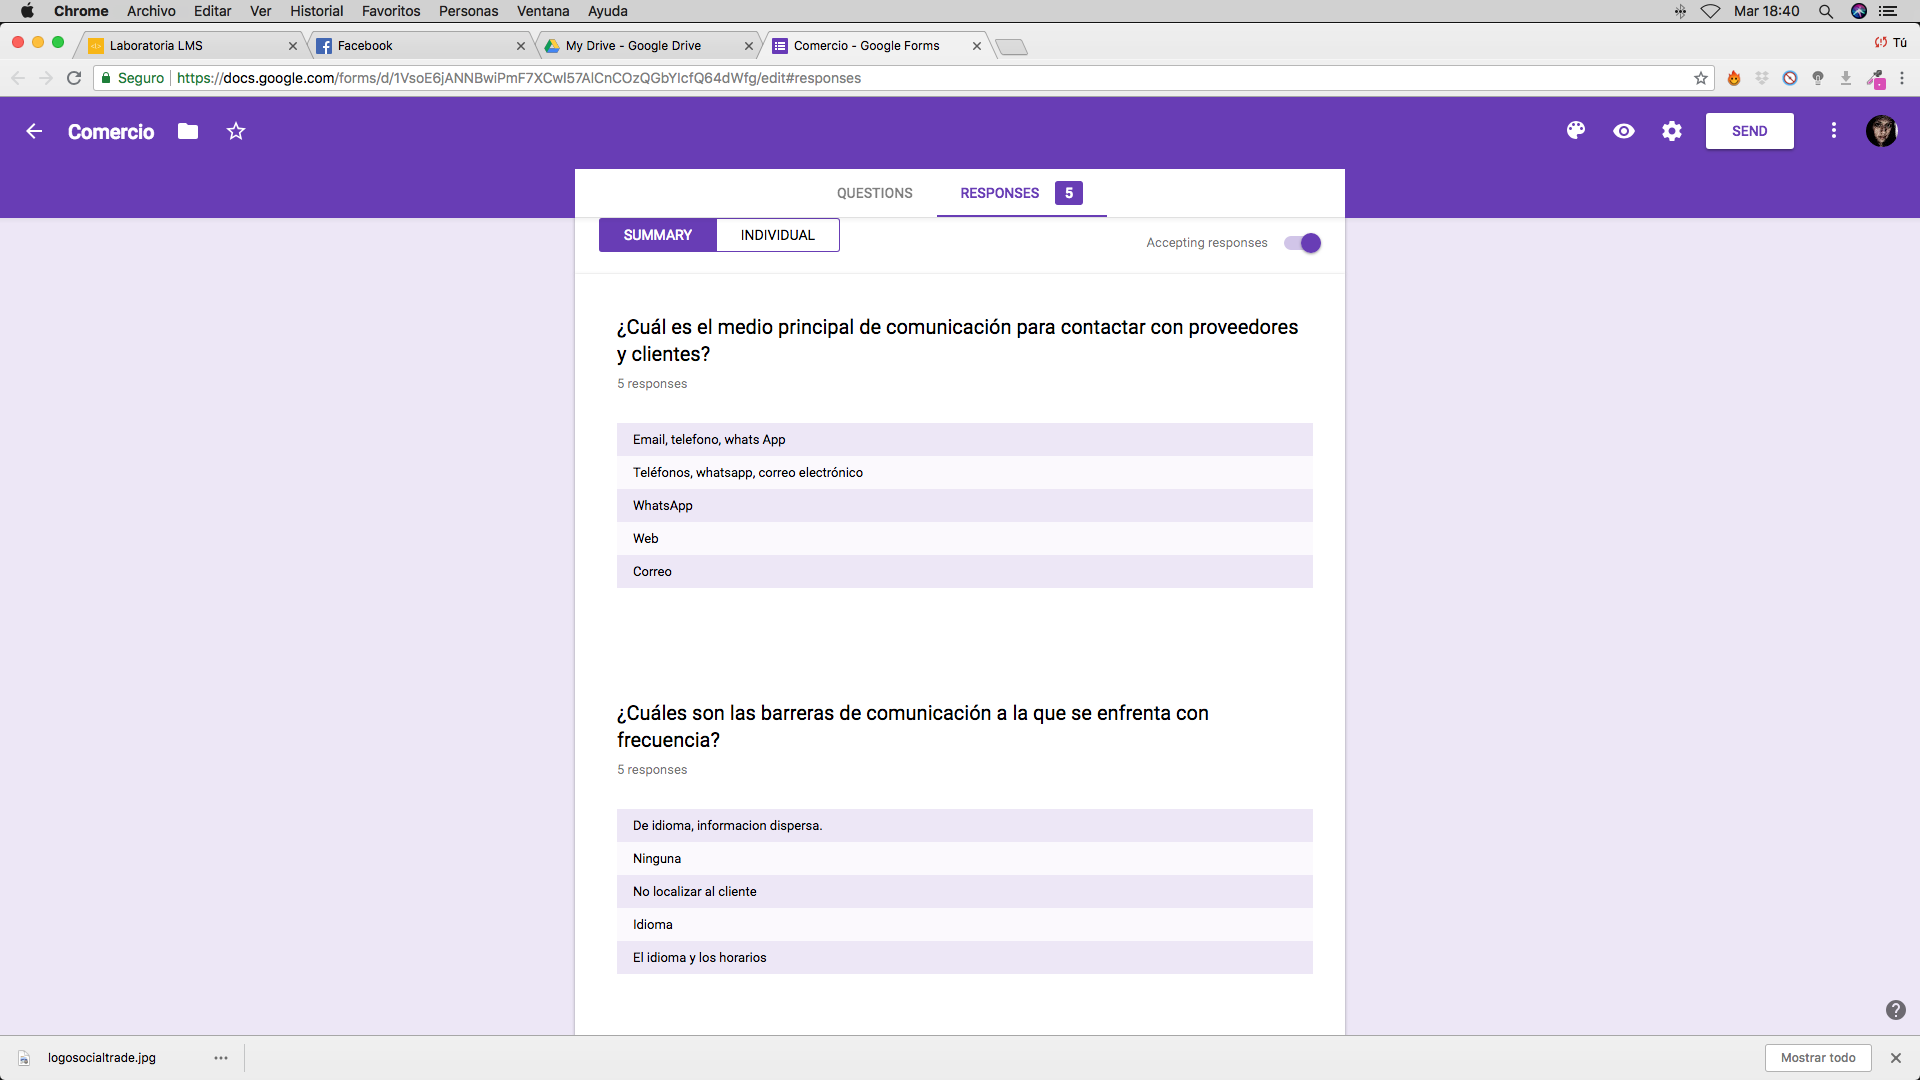 Chrome Archivo Editar Ver Historial Favoritos Personas Ventana Ayuda Mar 18:40
Laboratoria LMS Facebook My Drive - Google Drive Comercio - Google Forms Tú
Seguro https://docs.google.com/forms/d/1VsoE6jANNBwiPmF7XCwI57AlCnCOzQGbYlcfQ64dWfg/edit#responses
Comercio SEND
QUESTIONS RESPONSES 5
SUMMARY INDIVIDUAL Accepting responses
¿Cuál es el medio principal de comunicación para contactar con proveedores
y clientes?
5 responses
Email, telefono, whats App
Teléfonos, whatsapp, correo electrónico
WhatsApp
Web
Correo
¿Cuáles son las barreras de comunicación a la que se enfrenta con
frecuencia?
5 responses
De idioma, informacion dispersa.
Ninguna
No localizar al cliente
Idioma
El idioma y los horarios
logosocialtrade.jpg Mostrar todo